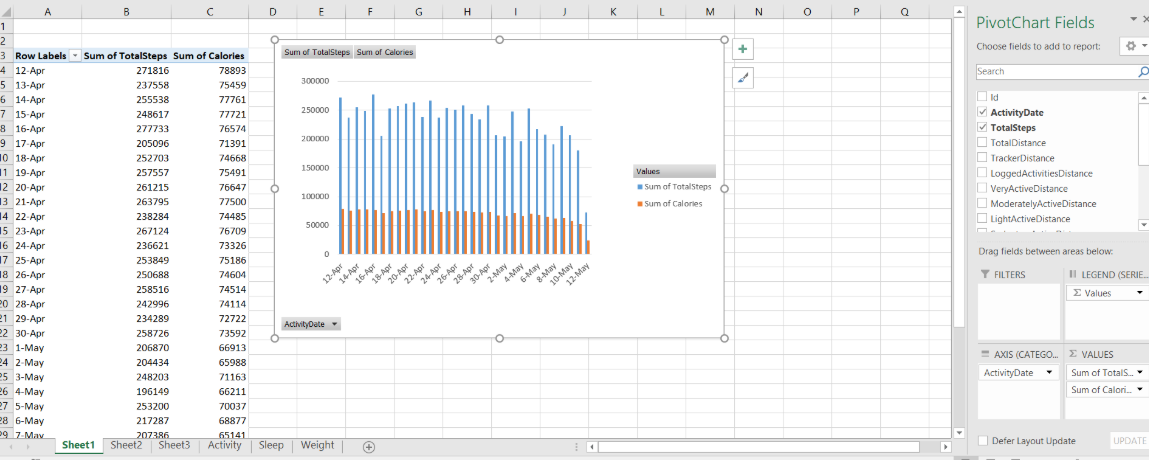 A B C D E F G H I J K L M N O P Q
PivotChart Fields
Choose fields to add to report:
Search
Id
ActivityDate
TotalSteps
TotalDistance
TrackerDistance
LoggedActivitiesDistance
VeryActiveDistance
ModeratelyActiveDistance
LightActiveDistance
Drag fields between areas below:
FILTERS
LEGEND (SERIE...
Σ Values
AXIS (CATEGO...
Σ VALUES
ActivityDate
Sum of TotalS...
Sum of Calori...
Defer Layout Update
UPDATE
1
2
3 Row Labels Sum of TotalSteps Sum of Calories
4 12-Apr 271816 78893
5 13-Apr 237558 75459
6 14-Apr 255538 77761
7 15-Apr 248617 77721
8 16-Apr 277733 76574
9 17-Apr 205096 71391
10 18-Apr 252703 74668
11 19-Apr 257557 75491
12 20-Apr 261215 76647
13 21-Apr 263795 77500
14 22-Apr 238284 74485
15 23-Apr 267124 76709
16 24-Apr 236621 73326
17 25-Apr 253849 75186
18 26-Apr 250688 74604
19 27-Apr 258516 74514
20 28-Apr 242996 74114
21 29-Apr 234289 72722
22 30-Apr 258726 73592
23 1-May 206870 66913
24 2-May 204434 65988
25 3-May 248203 71163
26 4-May 196149 66211
27 5-May 253200 70037
28 6-May 217287 68877
29 7-May 207386 65141
Sum of TotalSteps Sum of Calories
300000
250000
200000
150000
100000
50000
0
12-Apr 14-Apr 16-Apr 18-Apr 20-Apr 22-Apr 24-Apr 26-Apr 28-Apr 30-Apr 2-May 4-May 6-May 8-May 10-May 12-May
Values
Sum of TotalSteps
Sum of Calories
ActivityDate
Sheet1 Sheet2 Sheet3 Activity Sleep Weight